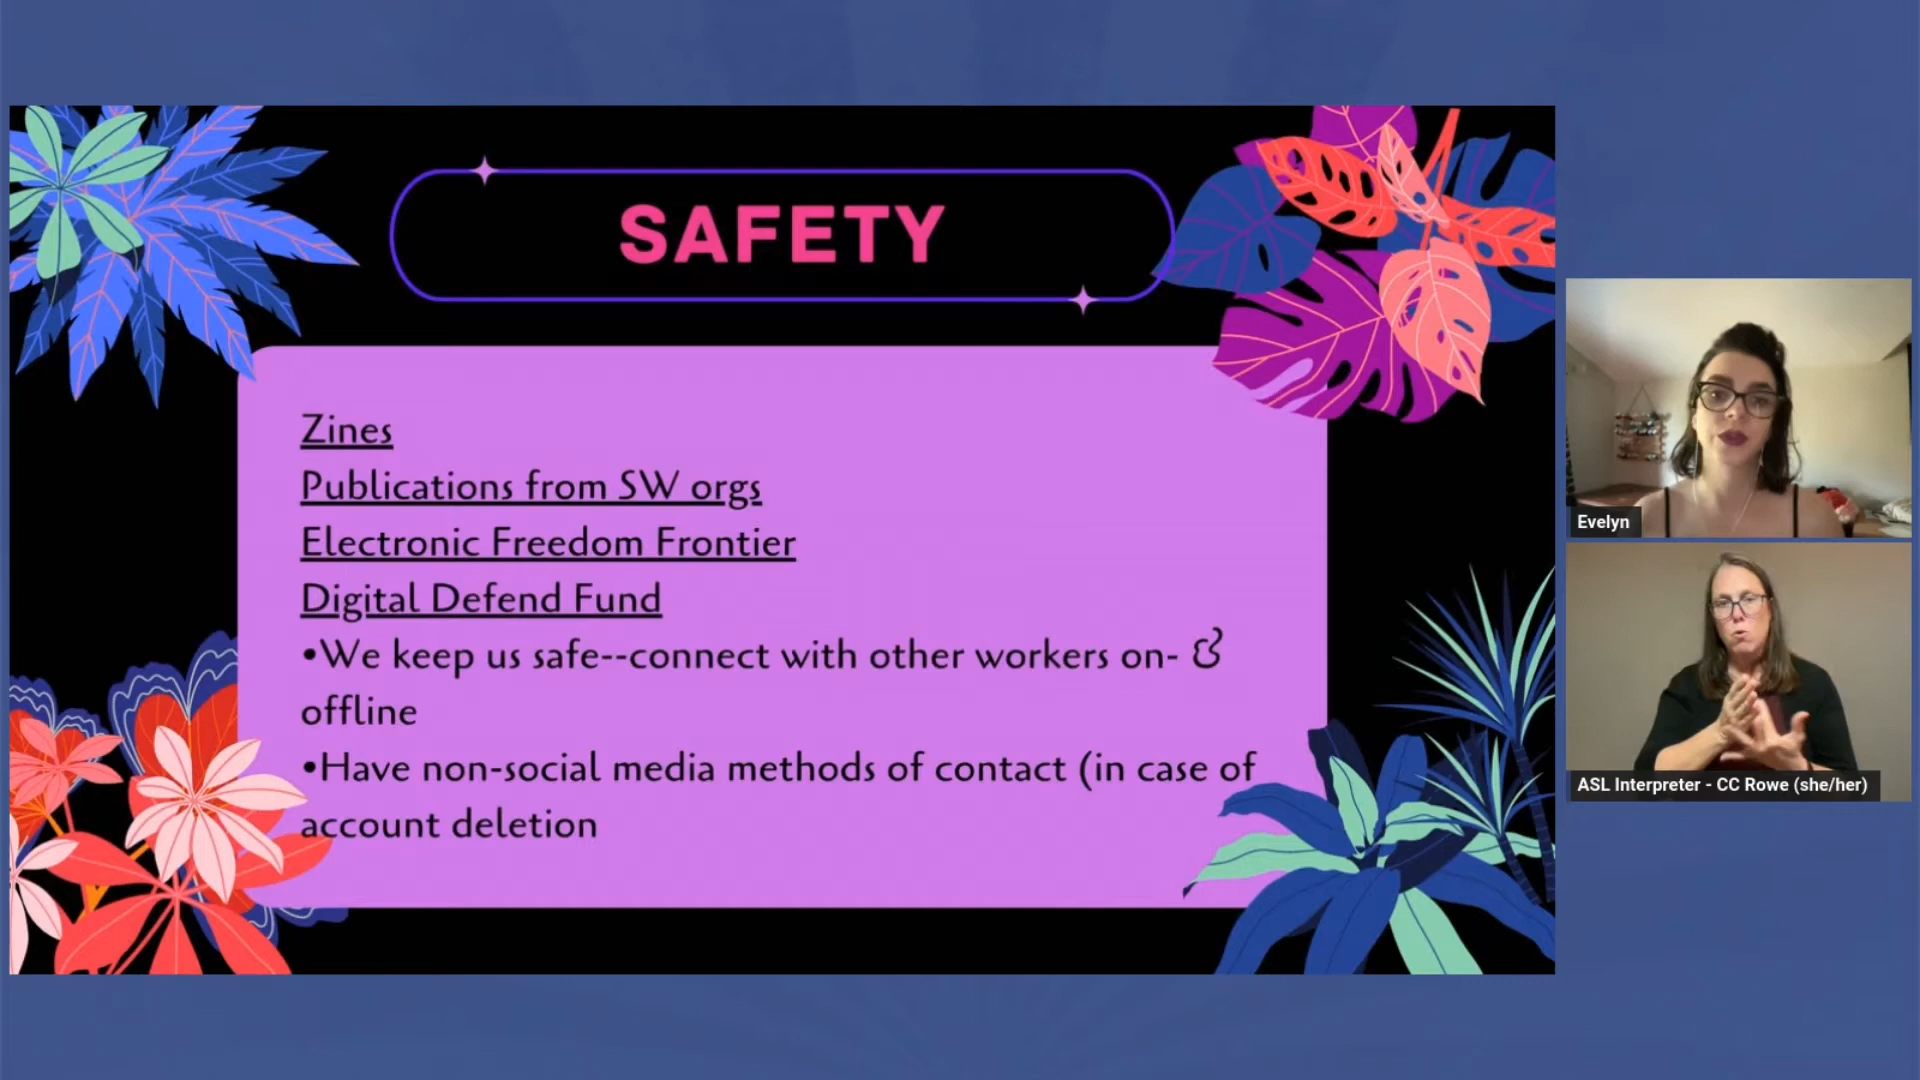 SAFETY
Zines
Publications from SW orgs
Electronic Freedom Frontier
Digital Defend Fund
•We keep us safe--connect with other workers on- &
offline
•Have non-social media methods of contact (in case of
account deletion
Evelyn
ASL Interpreter - CC Rowe (she/her)